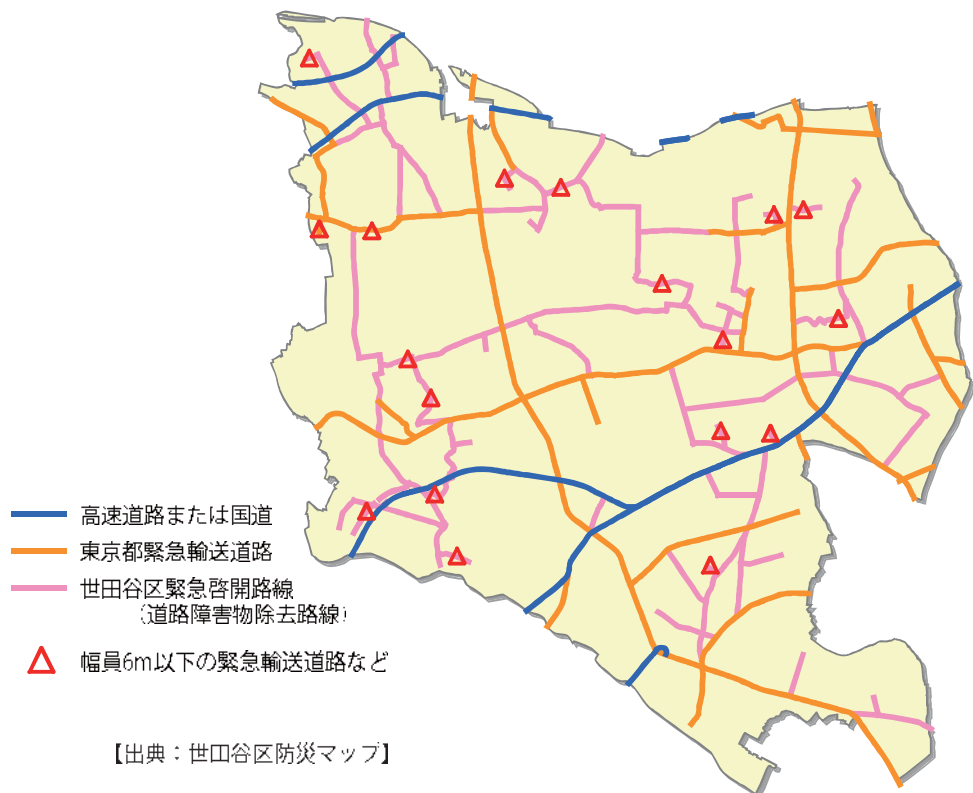 高速道路または国道
東京都緊急輸送道路
世田谷区緊急啓開路線
（道路障害物除去路線）
幅員6m以下の緊急輸送道路など
【出典：世田谷区防災マップ】